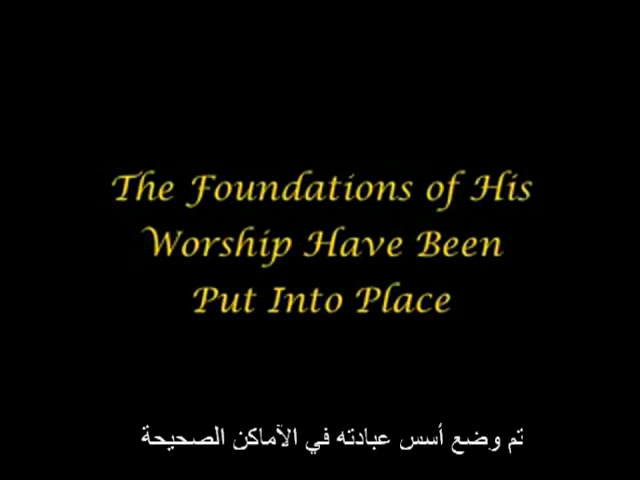 The Foundations of His
Worship Have Been
Put Into Place
تم وضع أسس عبادته في الآماكن الصحيحة